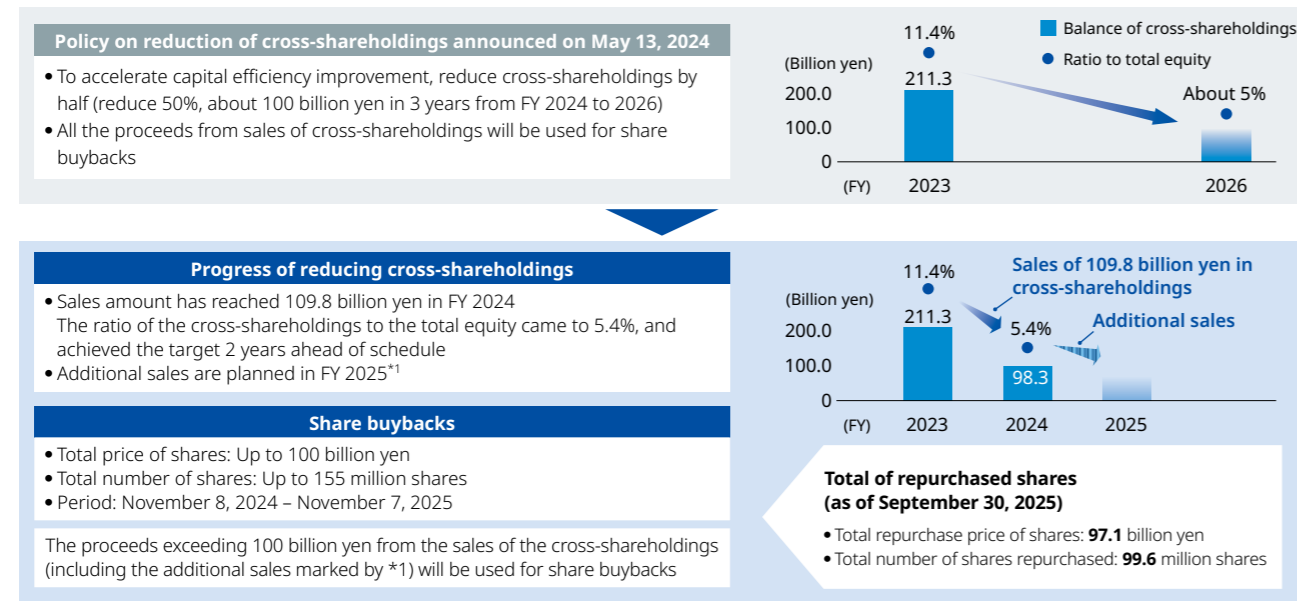 Policy on reduction of cross-shareholdings announced on May 13, 2024
• To accelerate capital efficiency improvement, reduce cross-shareholdings by
half (reduce 50%, about 100 billion yen in 3 years from FY 2024 to 2026)
• All the proceeds from sales of cross-shareholdings will be used for share
buybacks
Balance of cross-shareholdings
Ratio to total equity
(Billion yen)
200.0
100.0
0
11.4%
211.3
About 5%
(FY)
2023
2026
Progress of reducing cross-shareholdings
• Sales amount has reached 109.8 billion yen in FY 2024
The ratio of the cross-shareholdings to the total equity came to 5.4%, and
achieved the target 2 years ahead of schedule
• Additional sales are planned in FY 2025*1
Share buybacks
• Total price of shares: Up to 100 billion yen
• Total number of shares: Up to 155 million shares
• Period: November 8, 2024 – November 7, 2025
The proceeds exceeding 100 billion yen from the sales of the cross-shareholdings
(including the additional sales marked by *1) will be used for share buybacks
(Billion yen)
200.0
100.0
0
11.4%
211.3
Sales of 109.8 billion yen in
cross-shareholdings
5.4%
98.3
Additional sales
(FY)
2023
2024
2025
Total of repurchased shares
(as of September 30, 2025)
• Total repurchase price of shares: 97.1 billion yen
• Total number of shares repurchased: 99.6 million shares